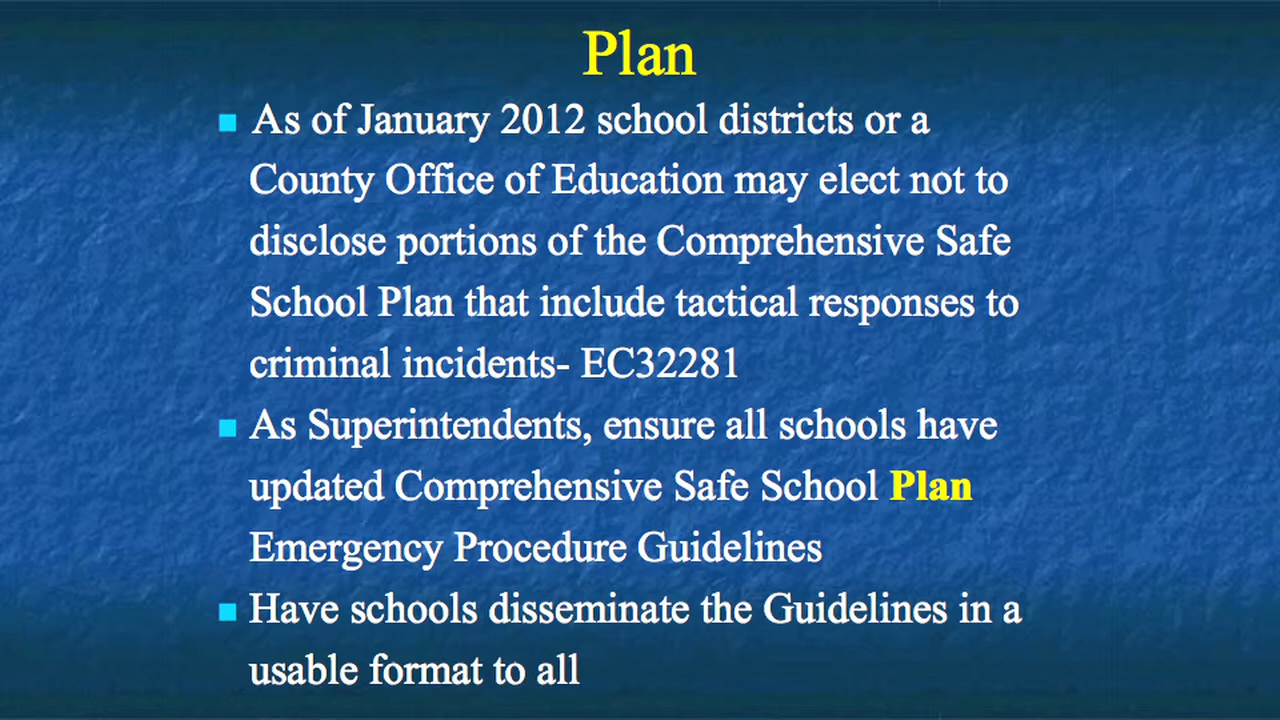 Plan
As of January 2012 school districts or a
County Office of Education may elect not to
disclose portions of the Comprehensive Safe
School Plan that include tactical responses to
criminal incidents- EC32281
As Superintendents, ensure all schools have
updated Comprehensive Safe School Plan
Emergency Procedure Guidelines
Have schools disseminate the Guidelines in a
usable format to all